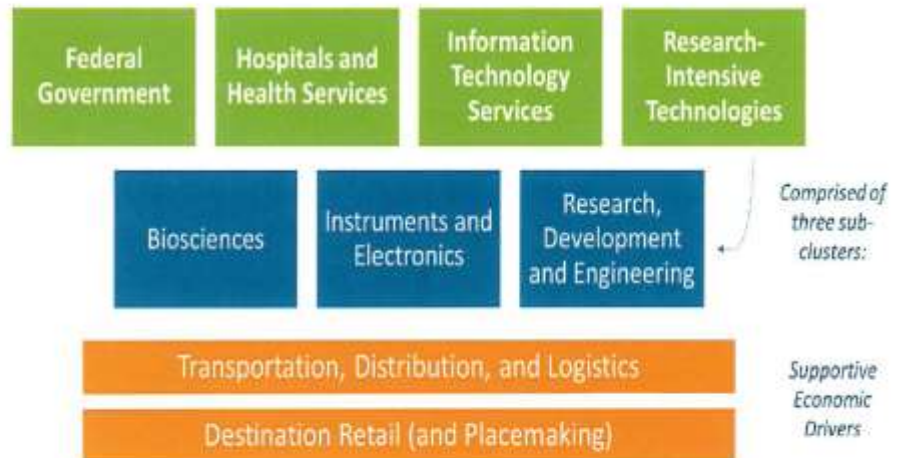 Federal
Government
Hospitals and
Health Services
Information
Technology
Services
Research-
Intensive
Technologies
Biosciences
Instruments and
Electronics
Research,
Development
and Engineering
Comprised of
three sub-
clusters:
Transportation, Distribution, and Logistics
Destination Retail (and Placemaking)
Supportive
Economic
Drivers